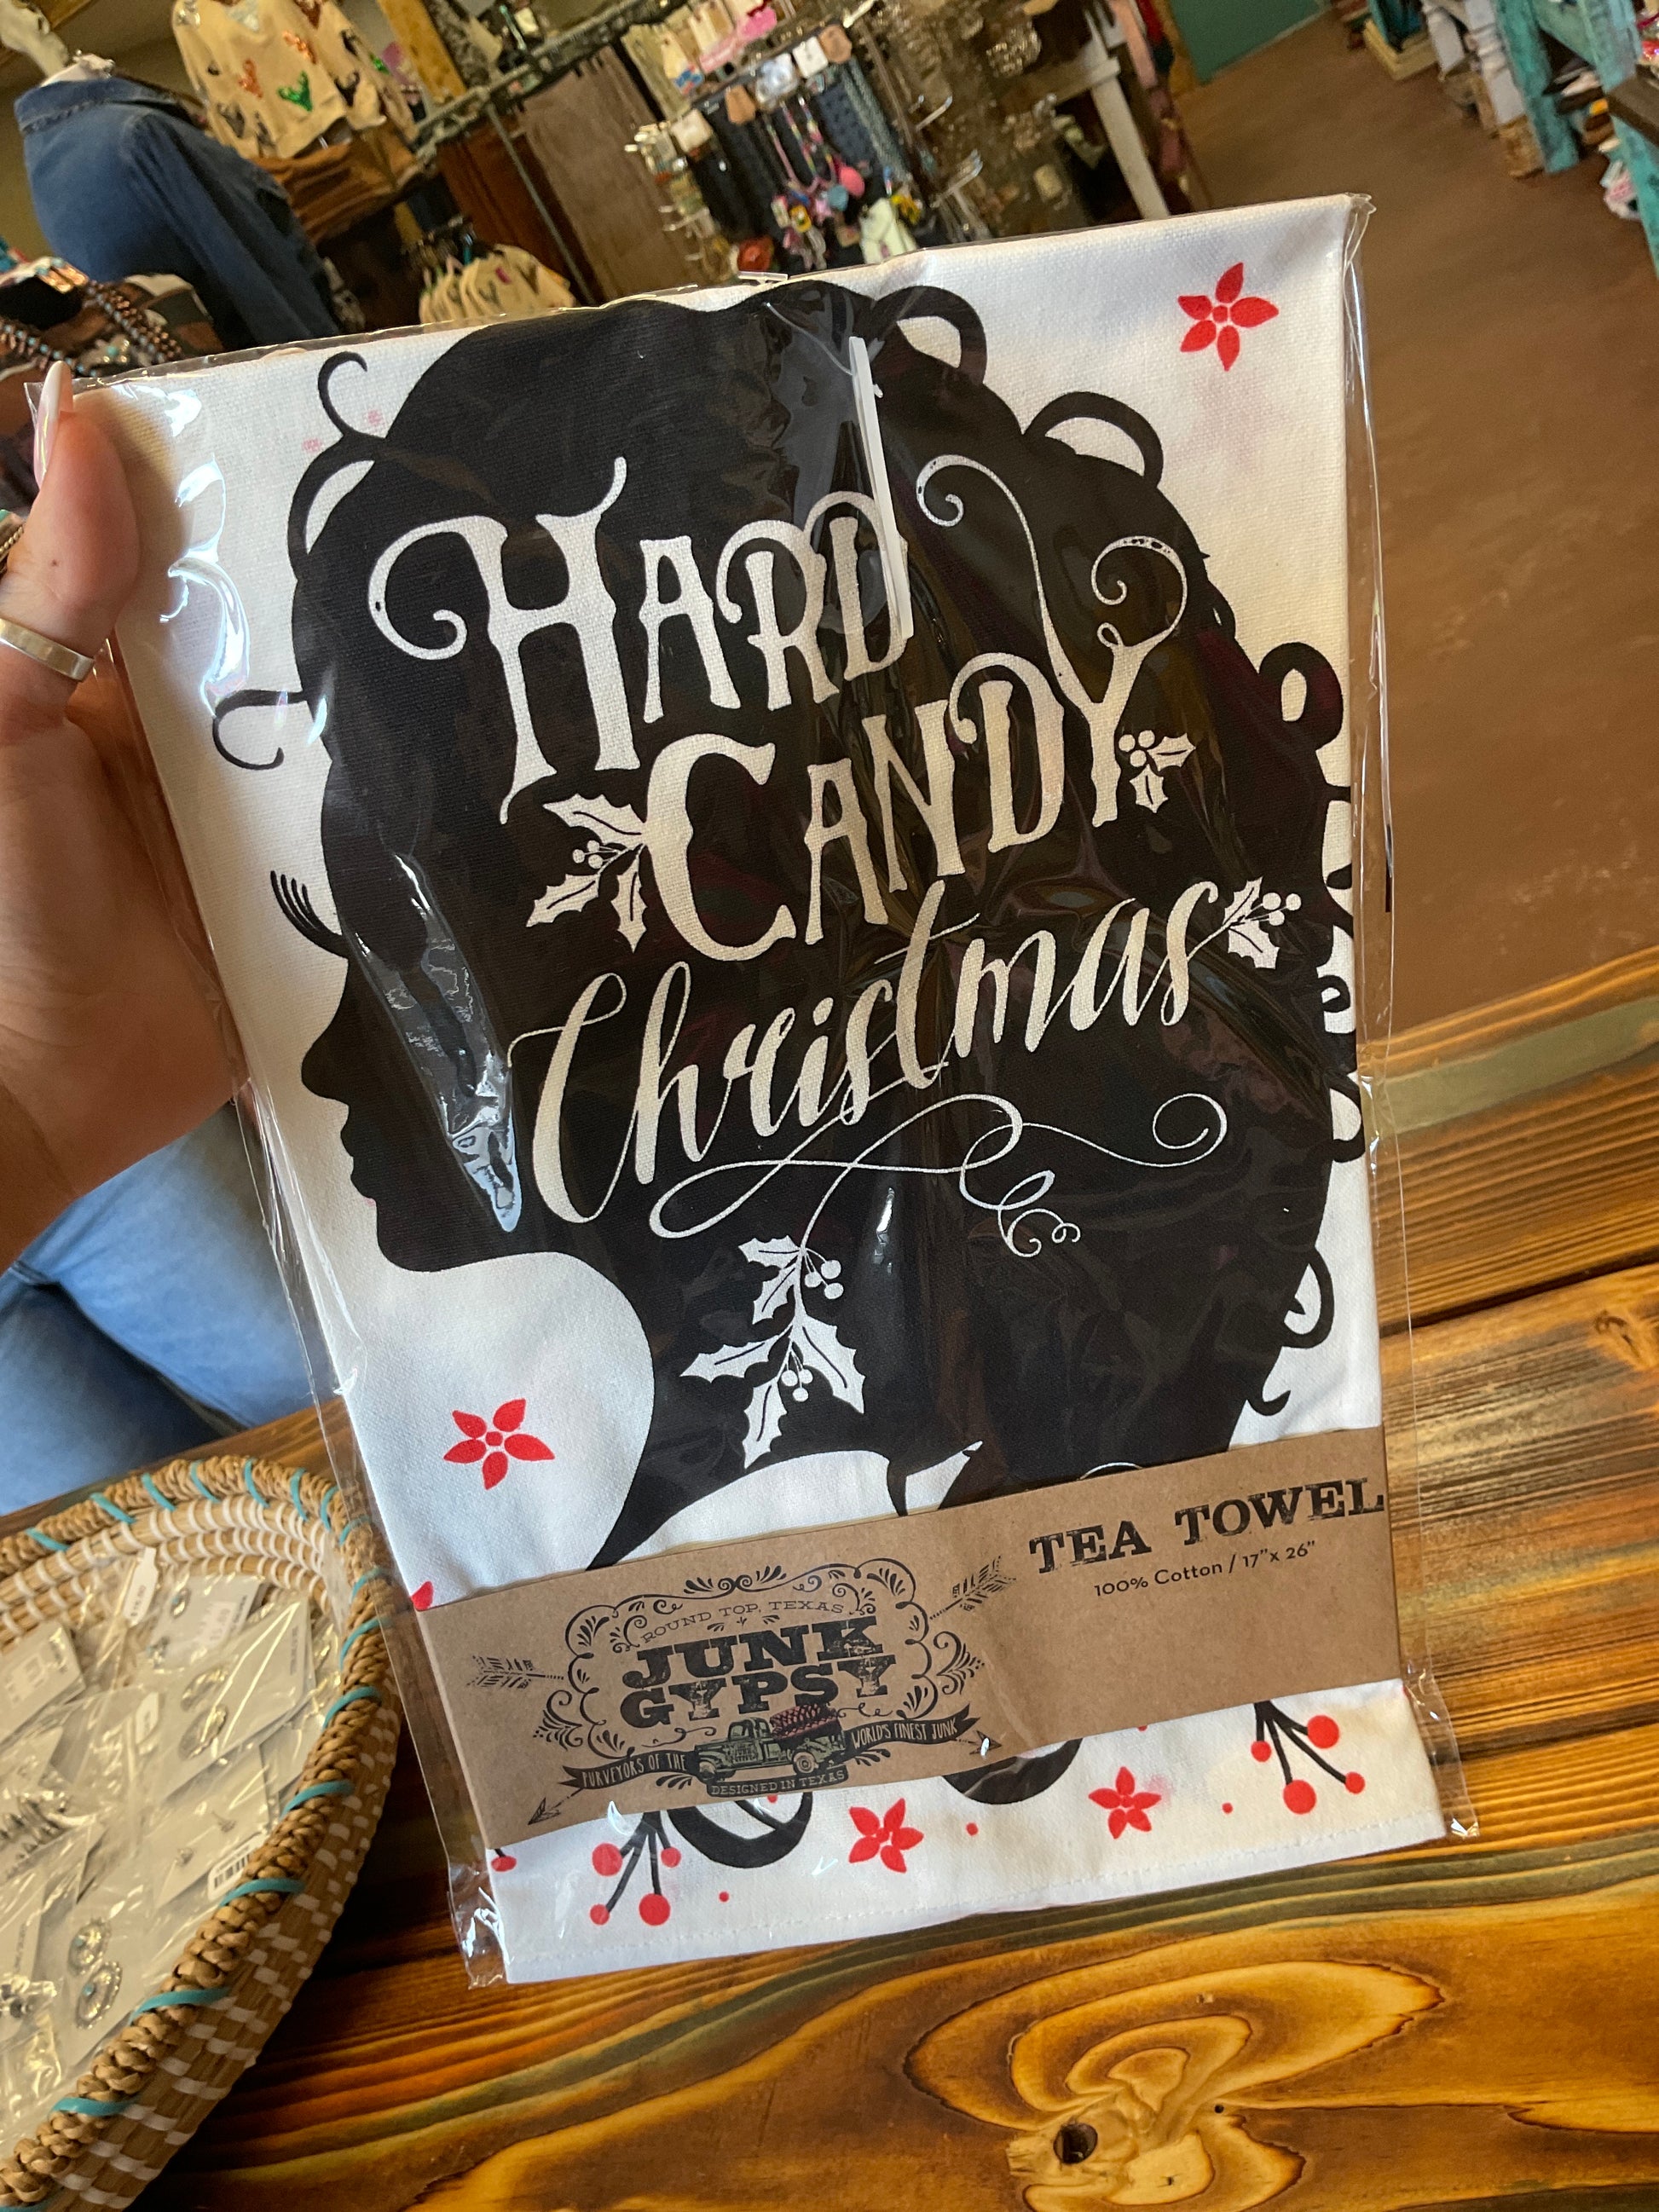 HARD
CANDY
Christmas
TEA TOWEL
100% Cotton / 17"x 26"
ROUND TOP, TEXAS
JUNK
GYPSY
PURVEYORS OF THE WORLD'S FINEST JUNK
DESIGNED IN TEXAS